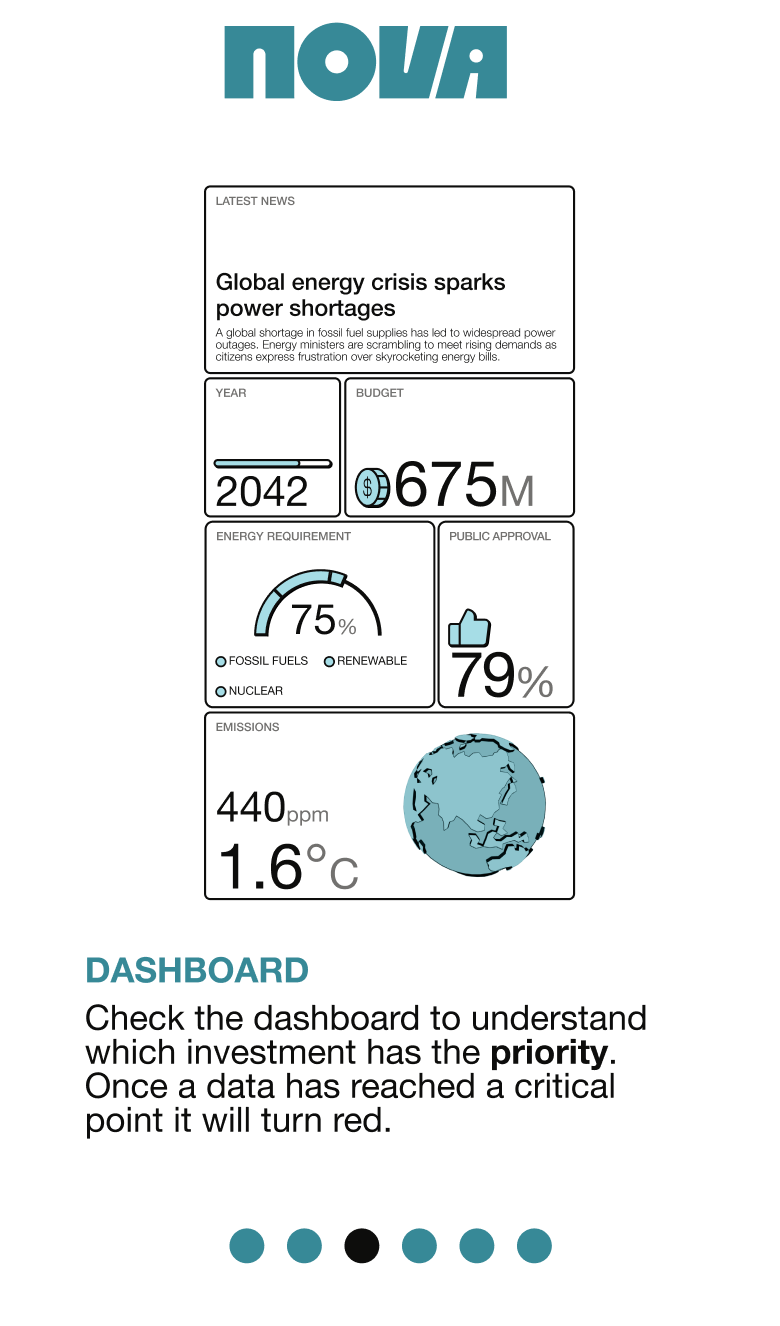 NOVA
LATEST NEWS
Global energy crisis sparks
power shortages
A global shortage in fossil fuel supplies has led to widespread power
outages. Energy ministers are scrambling to meet rising demands as
citizens express frustration over skyrocketing energy bills.
YEAR
2042
BUDGET
$ 675M
ENERGY REQUIREMENT
75%
FOSSIL FUELS RENEWABLE
NUCLEAR
PUBLIC APPROVAL
79%
EMISSIONS
440ppm
1.6°C
DASHBOARD
Check the dashboard to understand
which investment has the priority.
Once a data has reached a critical
point it will turn red.